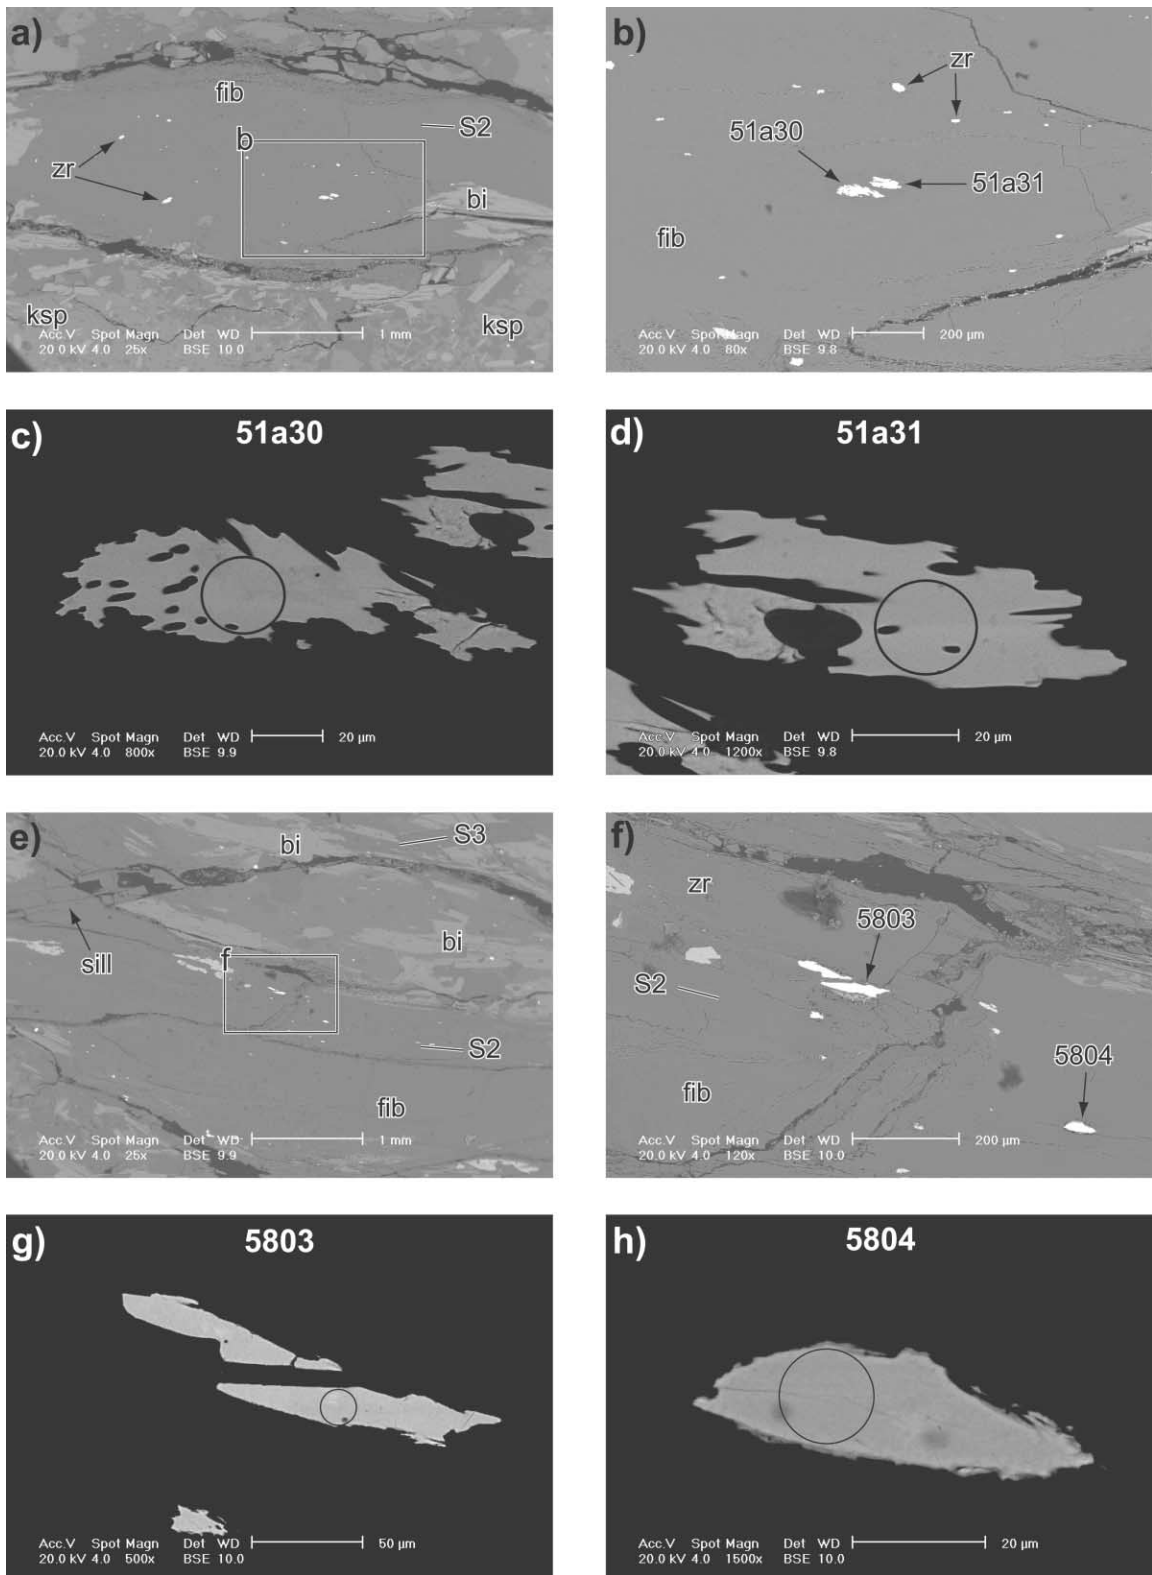 a)
fib
S2
b
zr
bi
ksp
ksp
Acc.V Spot Magn Det WD 1 mm
20.0 kV 4.0 25x BSE 10.0
b)
zr
51a30
51a31
fib
Acc.V Spot Magn Det WD 200 µm
20.0 kV 4.0 80x BSE 9.8
c)
51a30
Acc.V Spot Magn Det WD 20 µm
20.0 kV 4.0 800x BSE 9.9
d)
51a31
Acc.V Spot Magn Det WD 20 µm
20.0 kV 4.0 1200x BSE 9.8
e)
S3
bi
bi
sill
f
S2
fib
Acc.V Spot Magn Det WD 1 mm
20.0 kV 4.0 25x BSE 9.9
f)
zr
5803
S2
5804
fib
Acc.V Spot Magn Det WD 200 µm
20.0 kV 4.0 120x BSE 10.0
g)
5803
Acc.V Spot Magn Det WD 50 µm
20.0 kV 4.0 500x BSE 10.0
h)
5804
Acc.V Spot Magn Det WD 20 µm
20.0 kV 4.0 1500x BSE 10.0